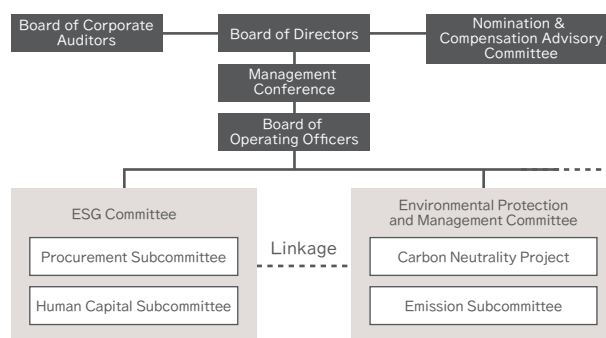 Board of Corporate
Auditors
Board of Directors
Nomination &
Compensation Advisory
Committee
Management
Conference
Board of
Operating Officers
ESG Committee
Procurement Subcommittee
Human Capital Subcommittee
Linkage
Environmental Protection
and Management Committee
Carbon Neutrality Project
Emission Subcommittee